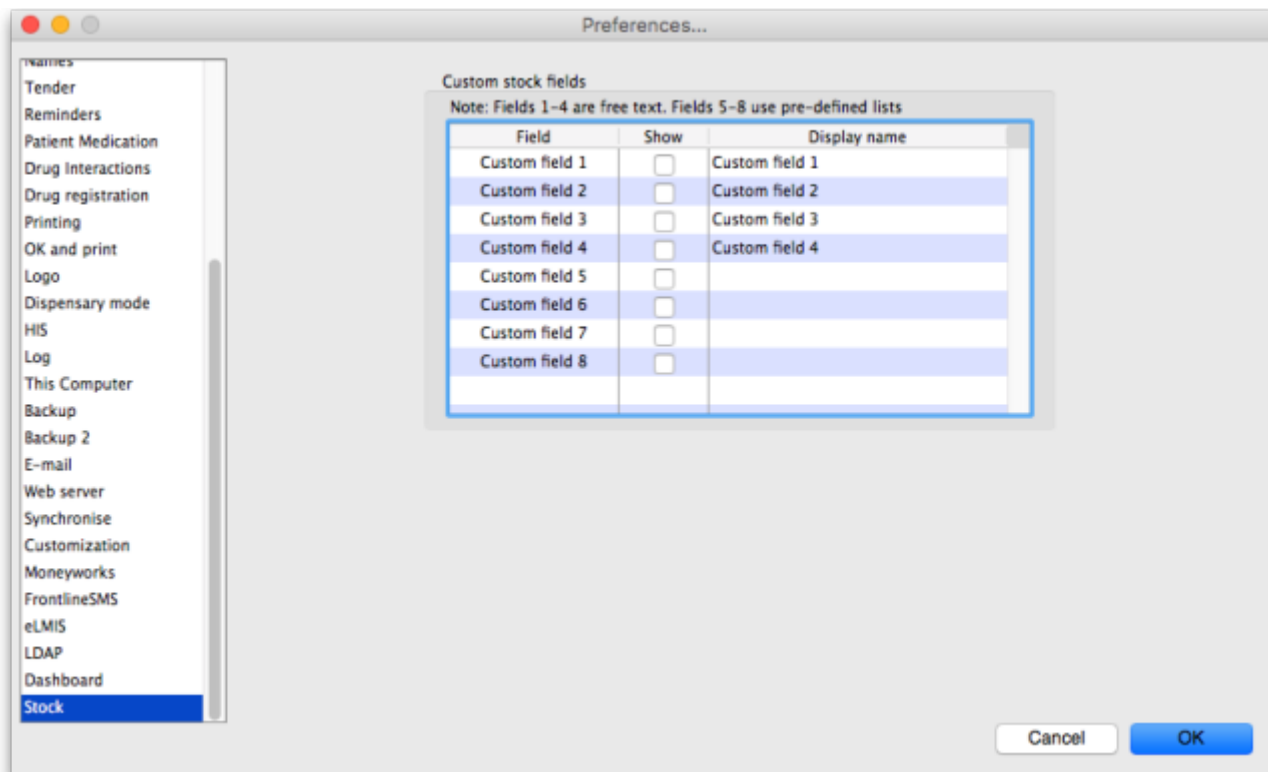 Preferences...
Names
Tender
Reminders
Patient Medication
Drug Interactions
Drug registration
Printing
OK and print
Logo
Dispensary mode
HIS
Log
This Computer
Backup
Backup 2
E-mail
Web server
Synchronise
Customization
Moneyworks
FrontlineSMS
eLMIS
LDAP
Dashboard
Stock
Custom stock fields
Note: Fields 1-4 are free text. Fields 5-8 use pre-defined lists
Field Show Display name
Custom field 1 Custom field 1
Custom field 2 Custom field 2
Custom field 3 Custom field 3
Custom field 4 Custom field 4
Custom field 5
Custom field 6
Custom field 7
Custom field 8
Cancel OK